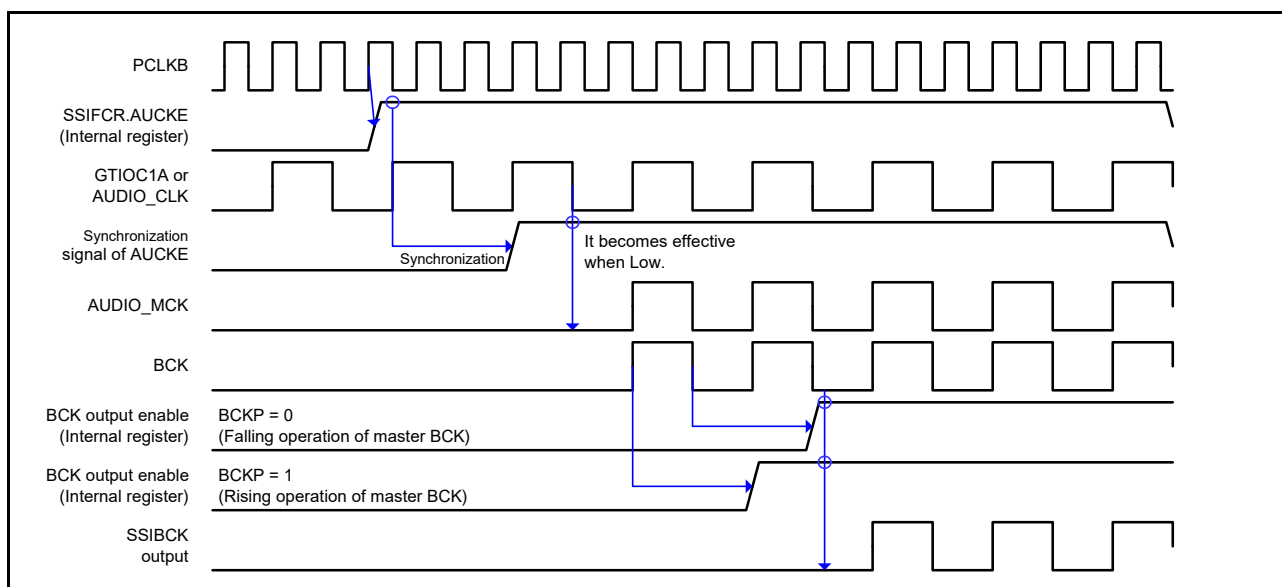 PCLKB
SSIFCR.AUCKE
(Internal register)
GTIOC1A or
AUDIO_CLK
Synchronization
signal of AUCKE
Synchronization
It becomes effective
when Low.
AUDIO_MCK
BCK
BCK output enable
(Internal register)
BCKP = 0
(Falling operation of master BCK)
BCK output enable
(Internal register)
BCKP = 1
(Rising operation of master BCK)
SSIBCK
output